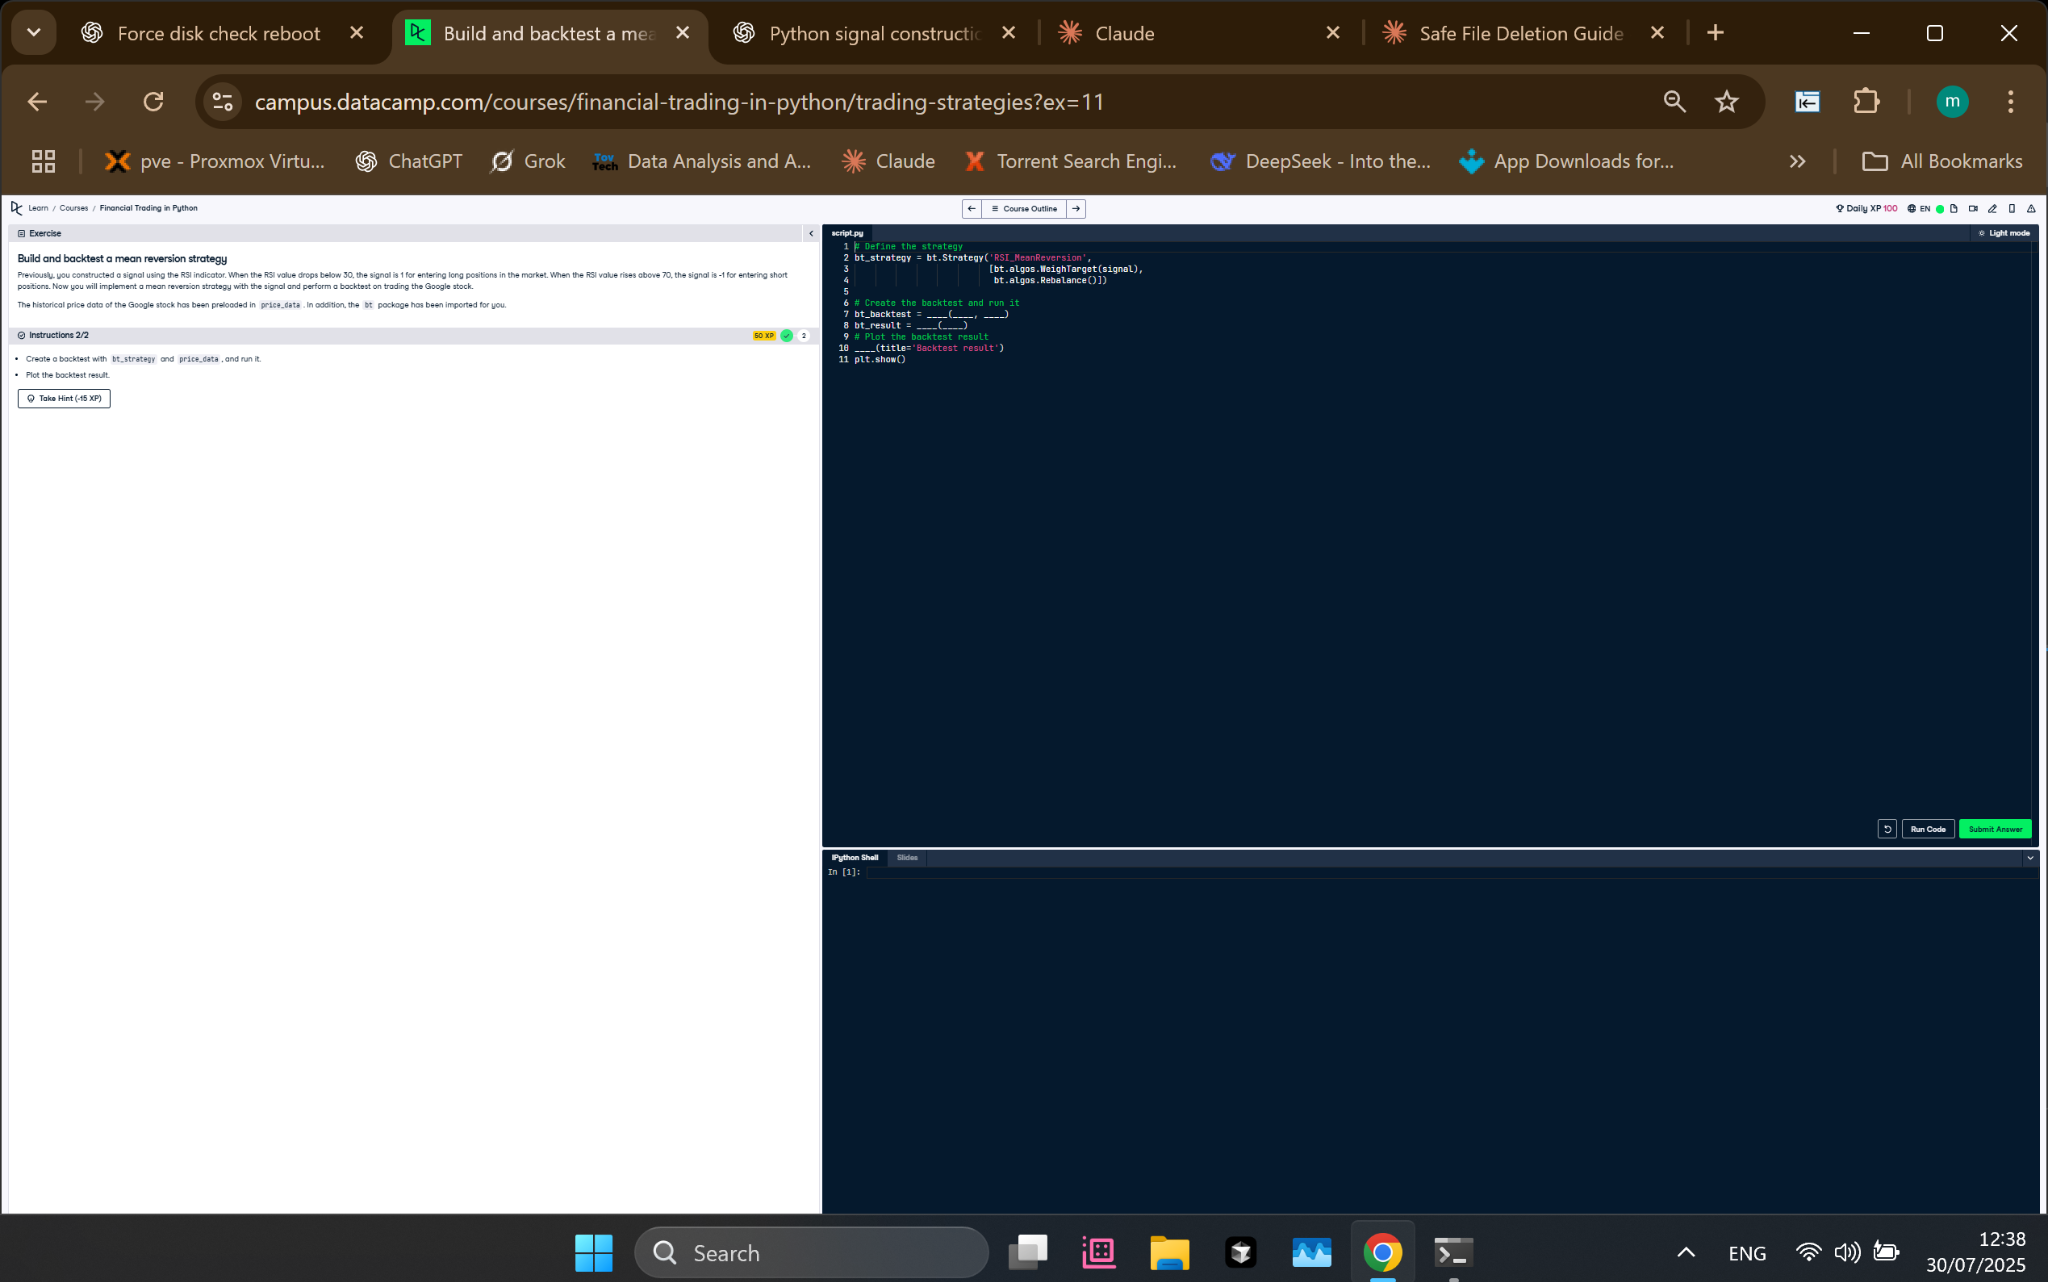 Force disk check reboot
Build and backtest a mea
Python signal constructio
Claude
Safe File Deletion Guide
campus.datacamp.com/courses/financial-trading-in-python/trading-strategies?ex=11
m
pve - Proxmox Virtu...
ChatGPT
Grok
Tov Tech
Data Analysis and A...
Claude
Torrent Search Engi...
DeepSeek - Into the...
App Downloads for...
All Bookmarks
Learn / Courses / Financial Trading in Python
Course Outline
Daily XP 100
EN
Exercise
Build and backtest a mean reversion strategy
Previously, you constructed a signal using the RSI indicator. When the RSI value drops below 30, the signal is 1 for entering long positions in the market. When the RSI value rises above 70, the signal is -1 for entering short
positions. Now you will implement a mean reversion strategy with the signal and perform a backtest on trading the Google stock.
The historical price data of the Google stock has been preloaded in price_data. In addition, the bt package has been imported for you.
Instructions 2/2
50 XP
2
Create a backtest with bt_strategy and price_data, and run it.
Plot the backtest result.
Take Hint (-15 XP)
script.py
Light mode
1 # Define the strategy
2 bt_strategy = bt.Strategy('RSI_MeanReversion',
3 [bt.algos.WeighTarget(signal),
4 bt.algos.Rebalance()])
5
6 # Create the backtest and run it
7 bt_backtest = ____(____, ____)
8 bt_result = ____(____)
9 # Plot the backtest result
10 ____(title='Backtest result')
11 plt.show()
Run Code
Submit Answer
IPython Shell
Slides
In [1]:
Search
ENG
12:38
30/07/2025